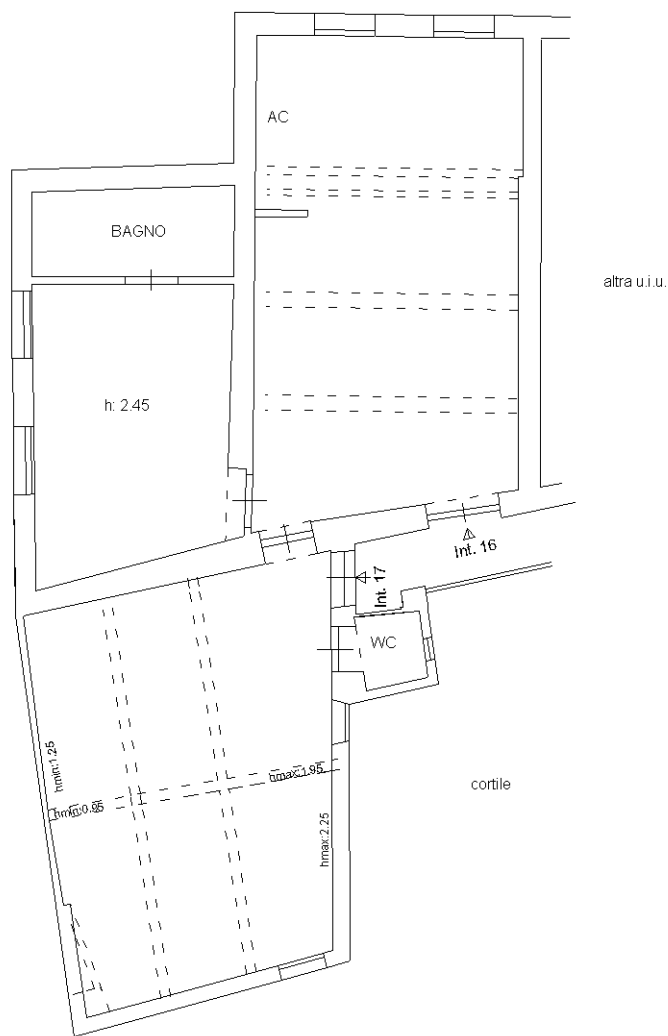 AC
BAGNO
altra u.i.u.
h: 2.45
Int. 16
Int. 17
WC
hmin:1.25
hmax:1.95
hmin:0.95
cortile
hmax:2.25